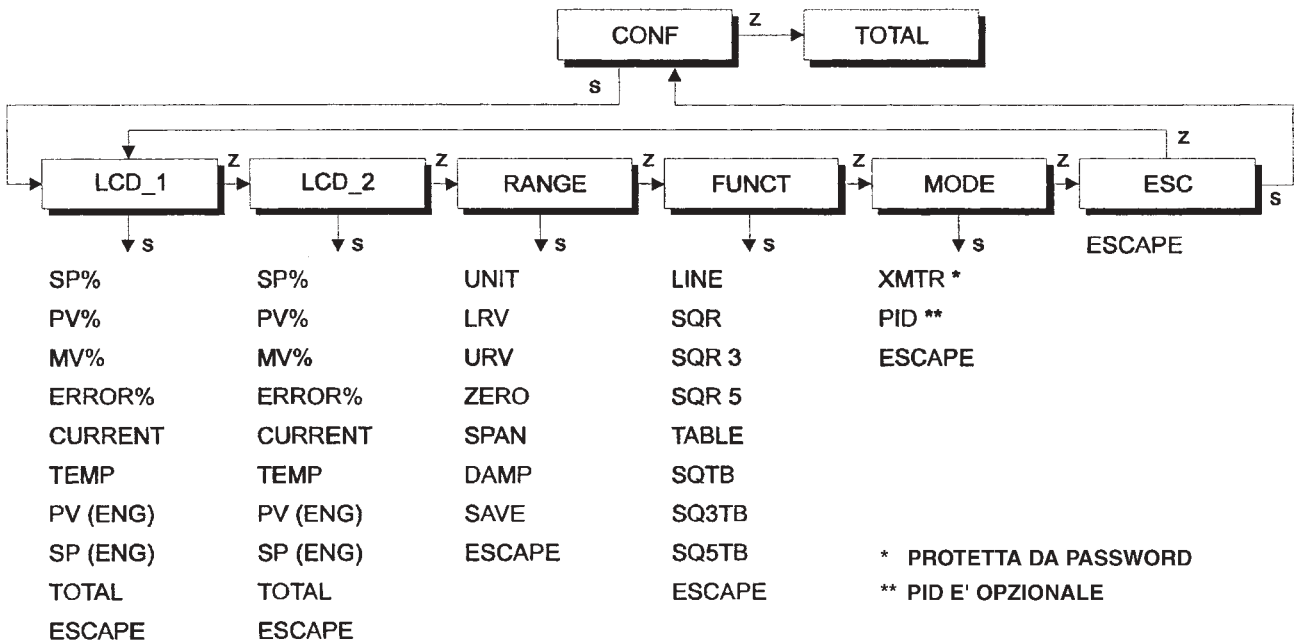 CONF Z TOTAL
S
Z
LCD_1 Z LCD_2 Z RANGE Z FUNCT Z MODE Z ESC
S
S S S S S
ESCAPE
SP% SP% UNIT LINE XMTR *
PV% PV% LRV SQR PID **
MV% MV% URV SQR 3 ESCAPE
ERROR% ERROR% ZERO SQR 5
CURRENT CURRENT SPAN TABLE
TEMP TEMP DAMP SQTB
PV (ENG) PV (ENG) SAVE SQ3TB
SP (ENG) SP (ENG) ESCAPE SQ5TB
* PROTETTA DA PASSWORD
TOTAL TOTAL ESCAPE
** PID E' OPZIONALE
ESCAPE ESCAPE